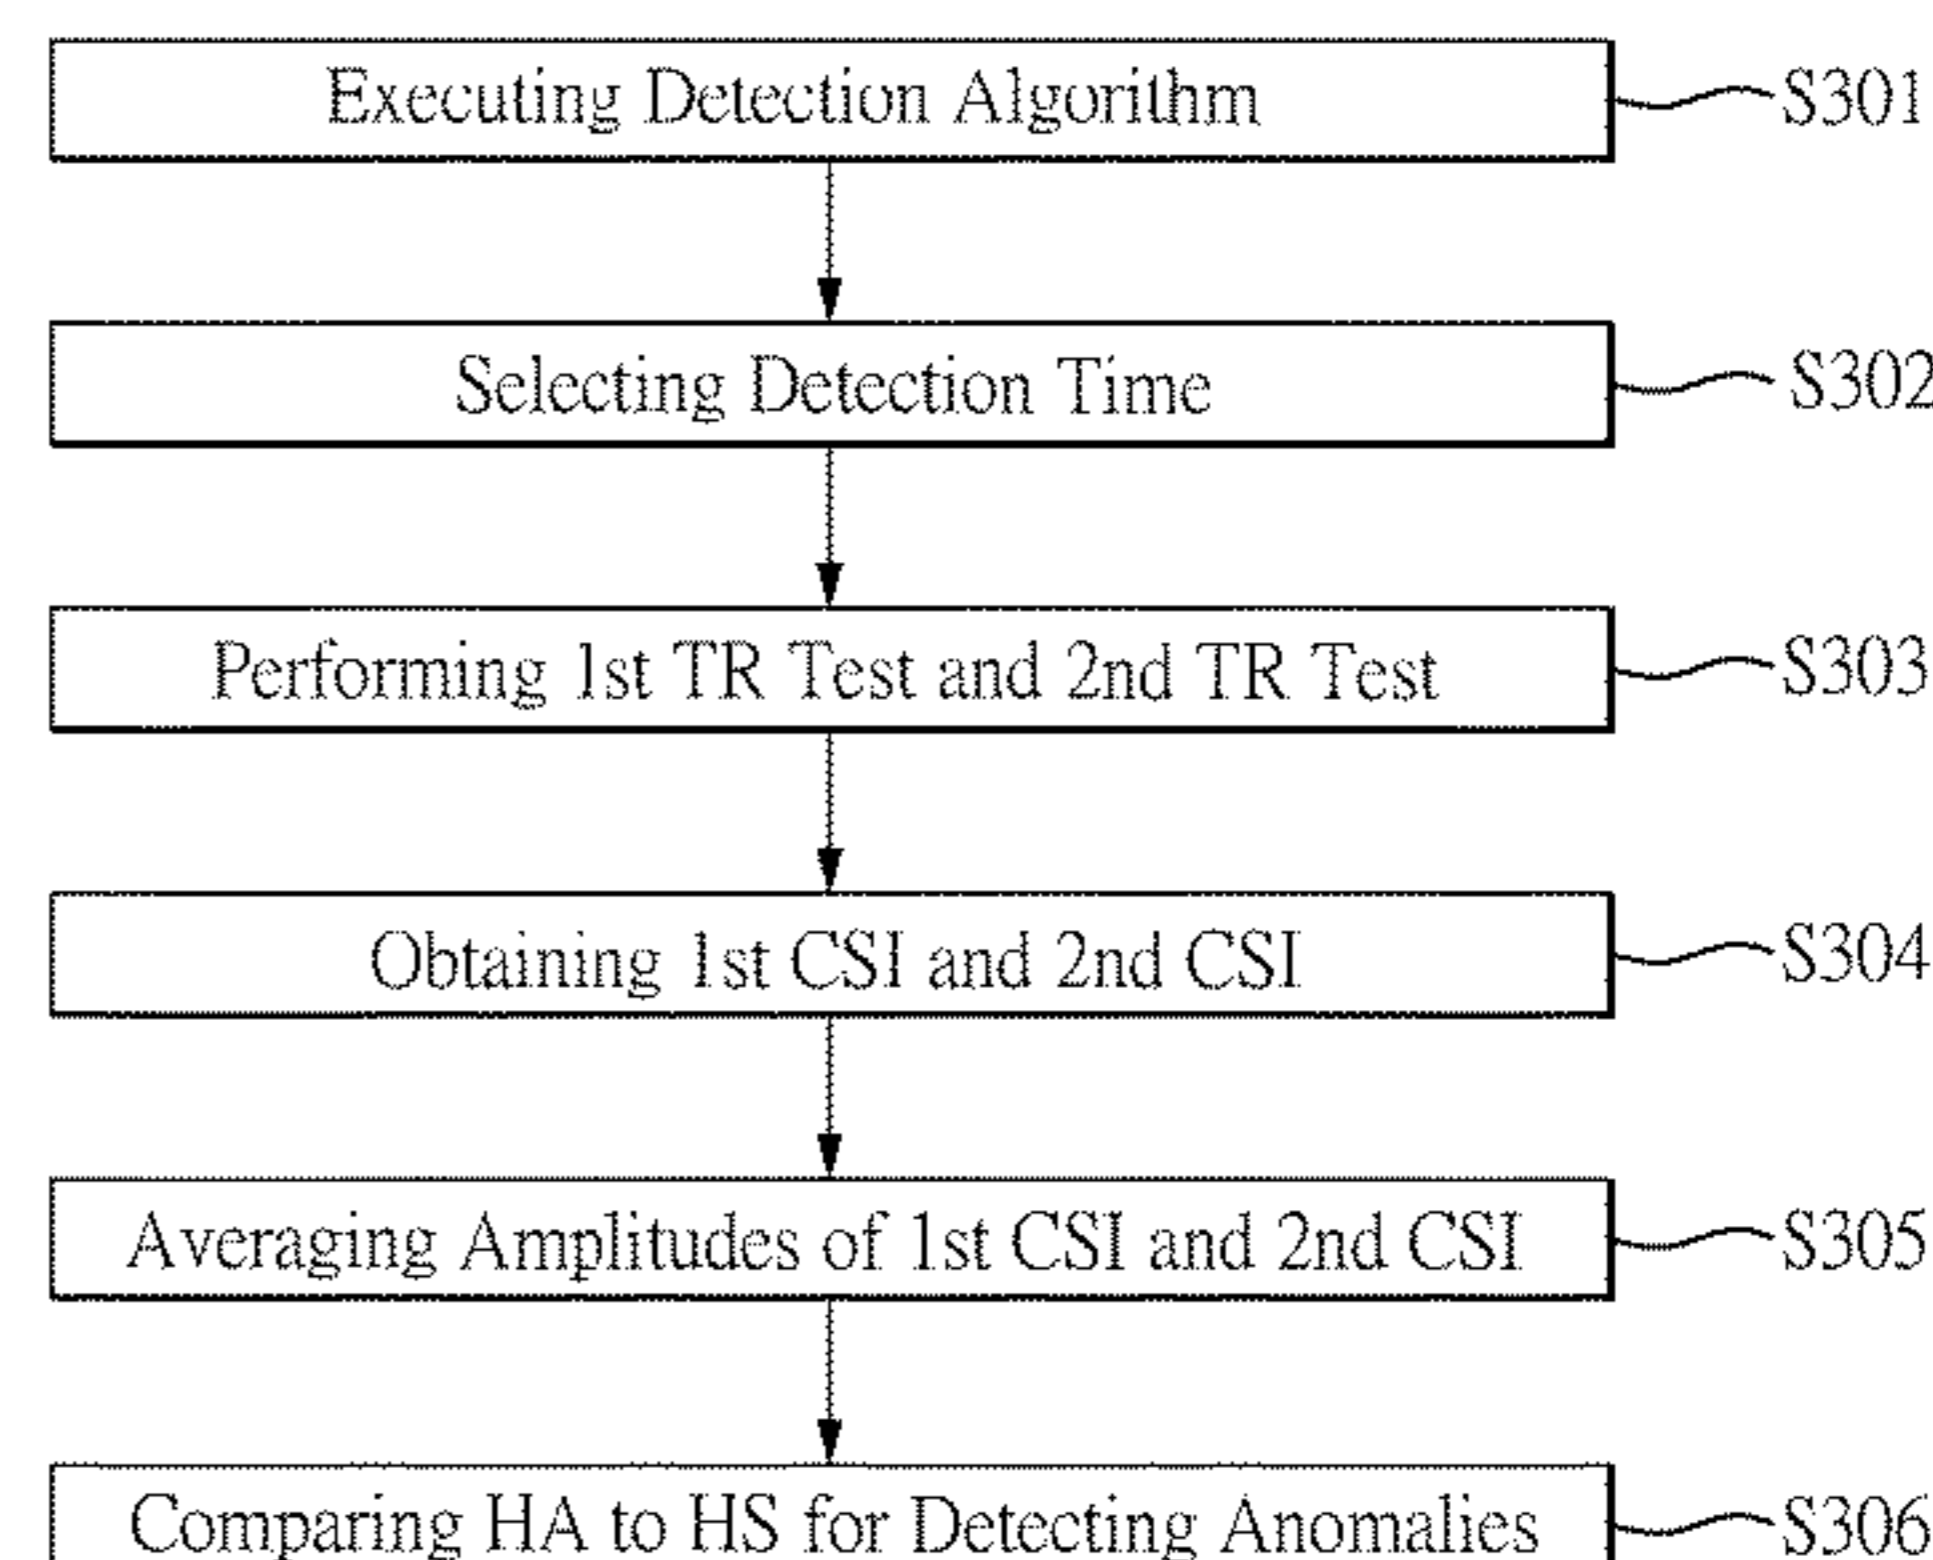 Executing Detection Algorithm S301
Selecting Detection Time S302
Performing 1st TR Test and 2nd TR Test S303
Obtaining 1st CSI and 2nd CSI S304
Averaging Amplitudes of 1st CSI and 2nd CSI S305
Comparing HA to HS for Detecting Anomalies S306